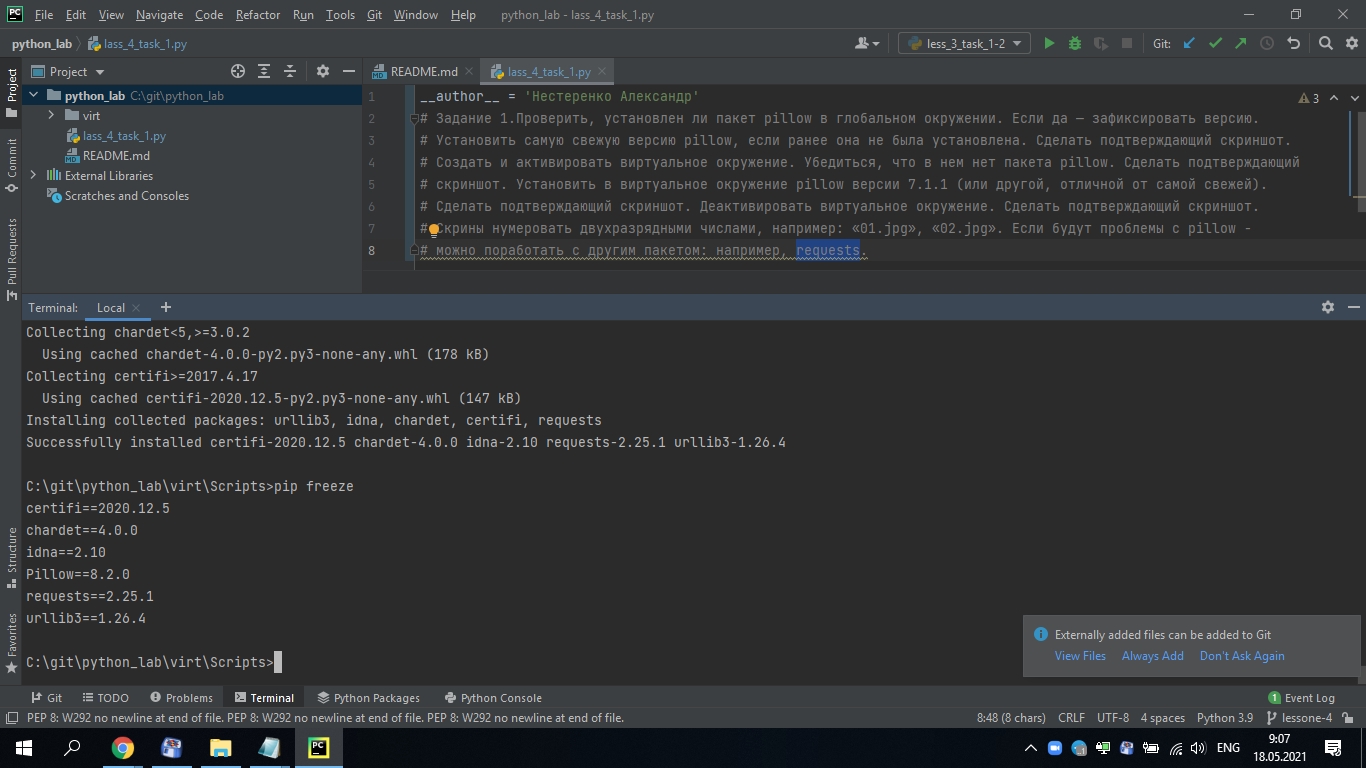 PC File Edit View Navigate Code Refactor Run Tools Git Window Help python_lab - lass_4_task_1.py
python_lab lass_4_task_1.py less_3_task_1-2 Git:
Project README.md lass_4_task_1.py
python_lab C:\git\python_lab
virt
lass_4_task_1.py
README.md
External Libraries
Scratches and Consoles
Project
Commit
Pull Requests
Structure
Favorites
1 __author__ = 'Нестеренко Александр' 3
2 # Задание 1.Проверить, установлен ли пакет pillow в глобальном окружении. Если да — зафиксировать версию.
3 # Установить самую свежую версию pillow, если ранее она не была установлена. Сделать подтверждающий скриншот.
4 # Создать и активировать виртуальное окружение. Убедиться, что в нем нет пакета pillow. Сделать подтверждающий
5 # скриншот. Установить в виртуальное окружение pillow версии 7.1.1 (или другой, отличной от самой свежей).
6 # Сделать подтверждающий скриншот. Деактивировать виртуальное окружение. Сделать подтверждающий скриншот.
7 # Скрины нумеровать двухразрядными числами, например: «01.jpg», «02.jpg». Если будут проблемы с pillow -
8 # можно поработать с другим пакетом: например, requests.
Terminal: Local +
Collecting chardet<5,>=3.0.2
Using cached chardet-4.0.0-py2.py3-none-any.whl (178 kB)
Collecting certifi>=2017.4.17
Using cached certifi-2020.12.5-py2.py3-none-any.whl (147 kB)
Installing collected packages: urllib3, idna, chardet, certifi, requests
Successfully installed certifi-2020.12.5 chardet-4.0.0 idna-2.10 requests-2.25.1 urllib3-1.26.4
C:\git\python_lab\virt\Scripts>pip freeze
certifi==2020.12.5
chardet==4.0.0
idna==2.10
Pillow==8.2.0
requests==2.25.1
urllib3==1.26.4
C:\git\python_lab\virt\Scripts>
Externally added files can be added to Git
View Files Always Add Don't Ask Again
Git TODO Problems Terminal Python Packages Python Console 1 Event Log
PEP 8: W292 no newline at end of file. PEP 8: W292 no newline at end of file. PEP 8: W292 no newline at end of file. 8:48 (8 chars) CRLF UTF-8 4 spaces Python 3.9 lessone-4
PC ENG 9:07
18.05.2021